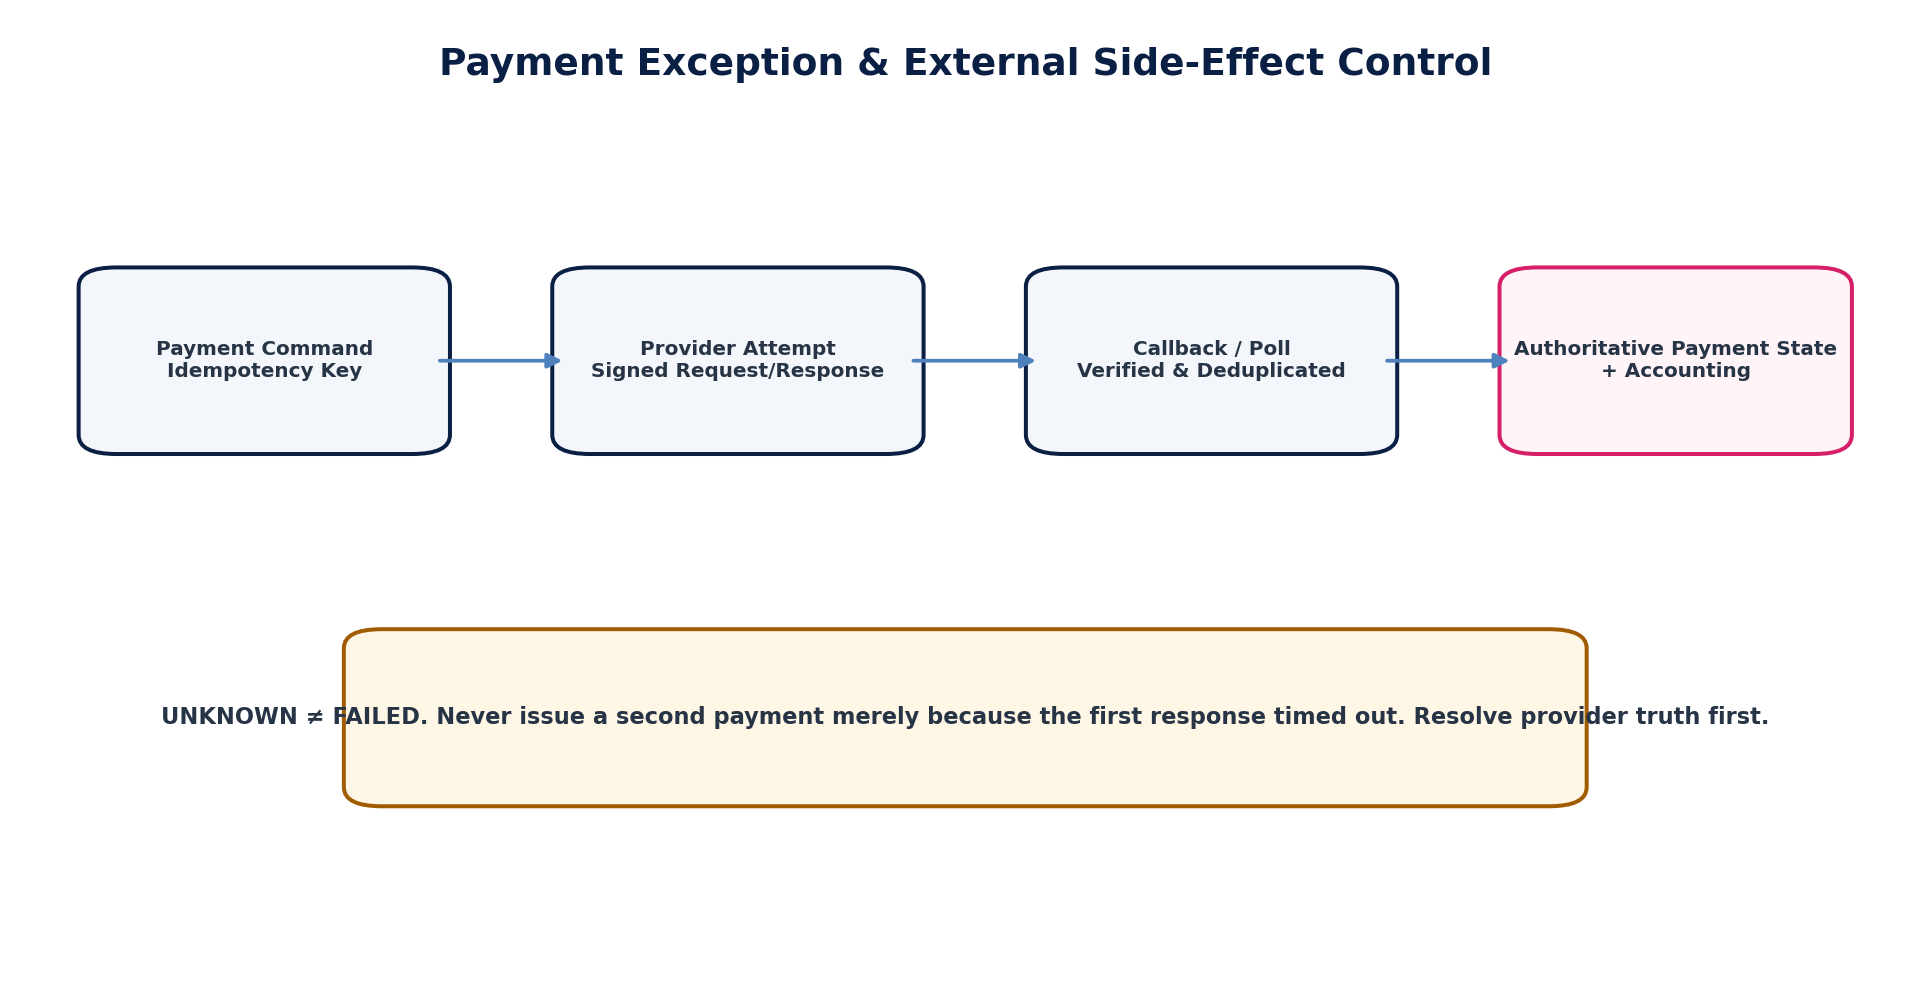 Payment Exception & External Side-Effect Control
Payment Command
Idempotency Key
Provider Attempt
Signed Request/Response
Callback / Poll
Verified & Deduplicated
Authoritative Payment State
+ Accounting
UNKNOWN ≠ FAILED. Never issue a second payment merely because the first response timed out. Resolve provider truth first.